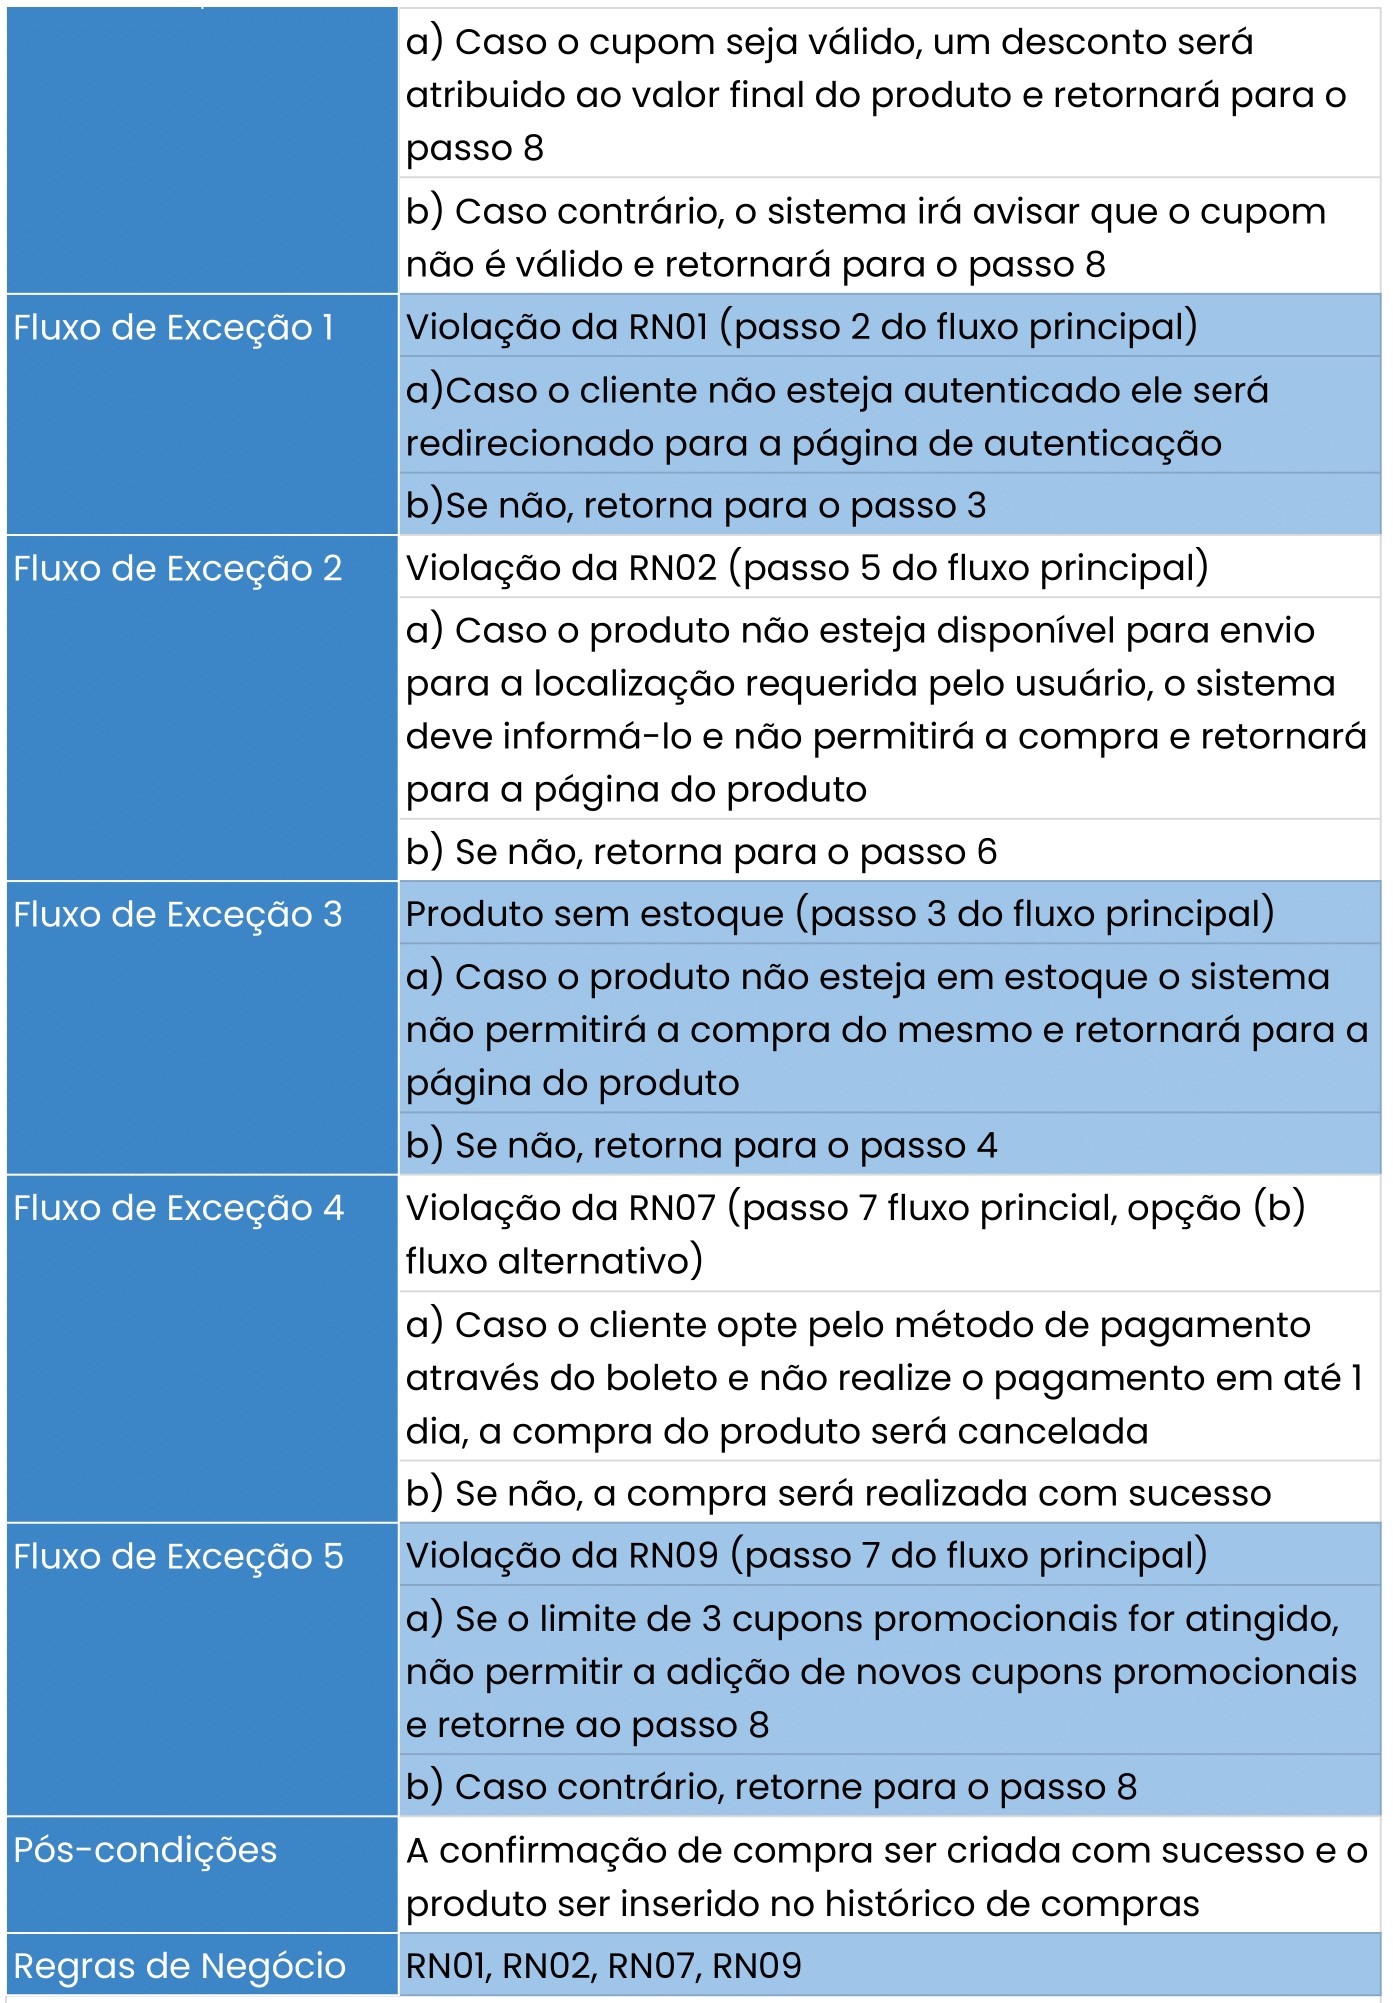 a) Caso o cupom seja válido, um desconto será
atribuido ao valor final do produto e retornará para o
passo 8
b) Caso contrário, o sistema irá avisar que o cupom
não é válido e retornará para o passo 8
Fluxo de Exceção 1
Violação da RN01 (passo 2 do fluxo principal)
a)Caso o cliente não esteja autenticado ele será
redirecionado para a página de autenticação
b)Se não, retorna para o passo 3
Fluxo de Exceção 2
Violação da RN02 (passo 5 do fluxo principal)
a) Caso o produto não esteja disponível para envio
para a localização requerida pelo usuário, o sistema
deve informá-lo e não permitirá a compra e retornará
para a página do produto
b) Se não, retorna para o passo 6
Fluxo de Exceção 3
Produto sem estoque (passo 3 do fluxo principal)
a) Caso o produto não esteja em estoque o sistema
não permitirá a compra do mesmo e retornará para a
página do produto
b) Se não, retorna para o passo 4
Fluxo de Exceção 4
Violação da RN07 (passo 7 fluxo princial, opção (b)
fluxo alternativo)
a) Caso o cliente opte pelo método de pagamento
através do boleto e não realize o pagamento em até 1
dia, a compra do produto será cancelada
b) Se não, a compra será realizada com sucesso
Fluxo de Exceção 5
Violação da RN09 (passo 7 do fluxo principal)
a) Se o limite de 3 cupons promocionais for atingido,
não permitir a adição de novos cupons promocionais
e retorne ao passo 8
b) Caso contrário, retorne para o passo 8
Pós-condições
A confirmação de compra ser criada com sucesso e o
produto ser inserido no histórico de compras
Regras de Negócio
RN01, RN02, RN07, RN09